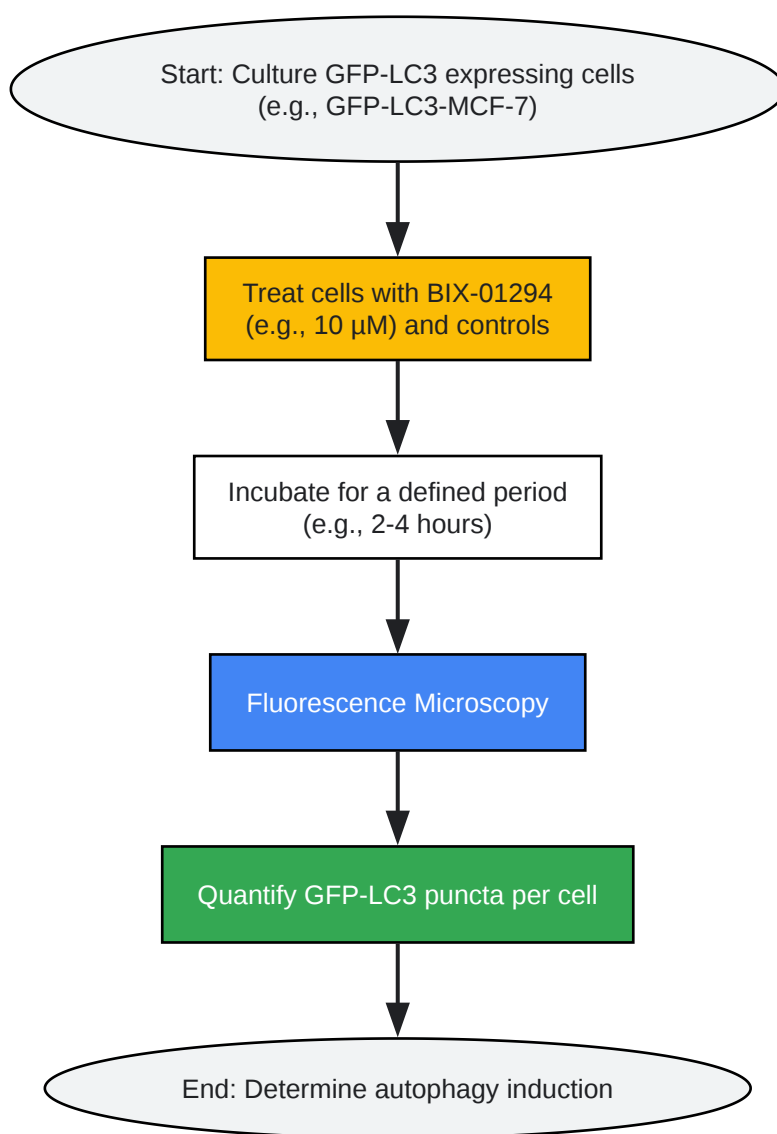 Start: Culture GFP-LC3 expressing cells
(e.g., GFP-LC3-MCF-7)
Treat cells with BIX-01294
(e.g., 10 µM) and controls
Incubate for a defined period
(e.g., 2-4 hours)
Fluorescence Microscopy
Quantify GFP-LC3 puncta per cell
End: Determine autophagy induction